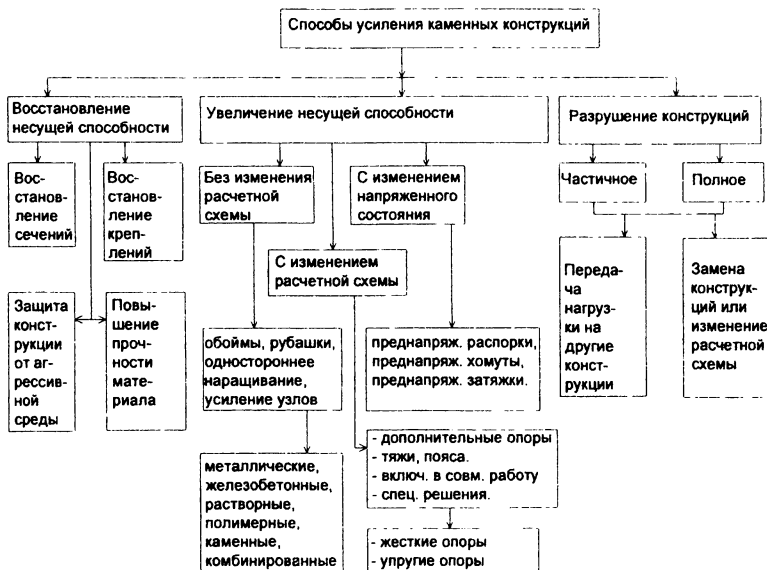 Способы усиления каменных конструкций
Восстановление
несущей способности
Увеличение несущей способности
Разрушение конструкций
Вос-
станов-
ление
сечений
Вос-
станов-
ление
креп-
лений
Без изменения
расчетной
схемы
С изменением
напряженного
состояния
Частичное
Полное
С изменением
расчетной схемы
Защита
конст-
рукции
от аг-
рессив-
ной
среды
Повы-
шение
проч-
ности
мате-
риала
обоймы, рубашки,
одностороннее
наращивание,
усиление узлов
преднапряж. распорки,
преднапряж. хомуты,
преднапряж. затяжки.
Переда-
ча
нагруз-
ки на
другие
конст-
рукции
Замена
конструк-
ций или
изменение
расчетной
схемы
металлические,
железобетонные,
растворные,
полимерные,
каменные,
комбинированные
- дополнительные опоры
- тяжи, пояса.
- включ. в совм. работу
- спец. решения.
- жесткие опоры
- упругие опоры